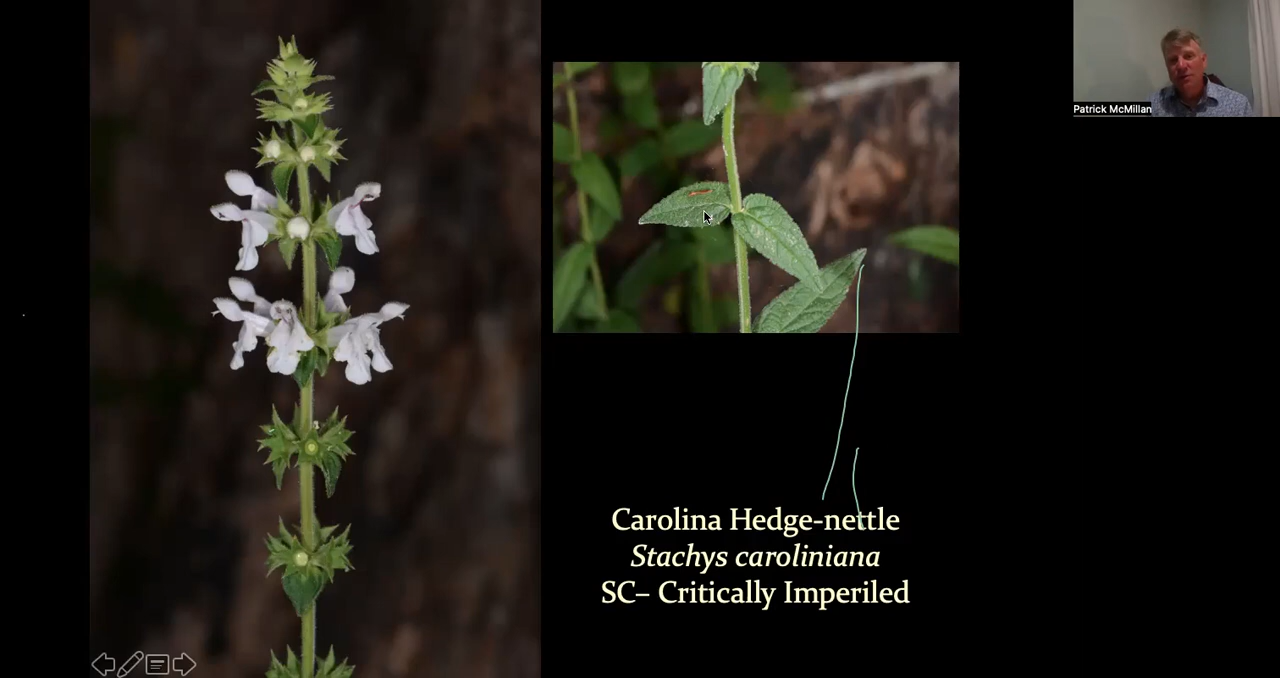 Patrick McMillan
Carolina Hedge-nettle
Stachys caroliniana
SC– Critically Imperiled